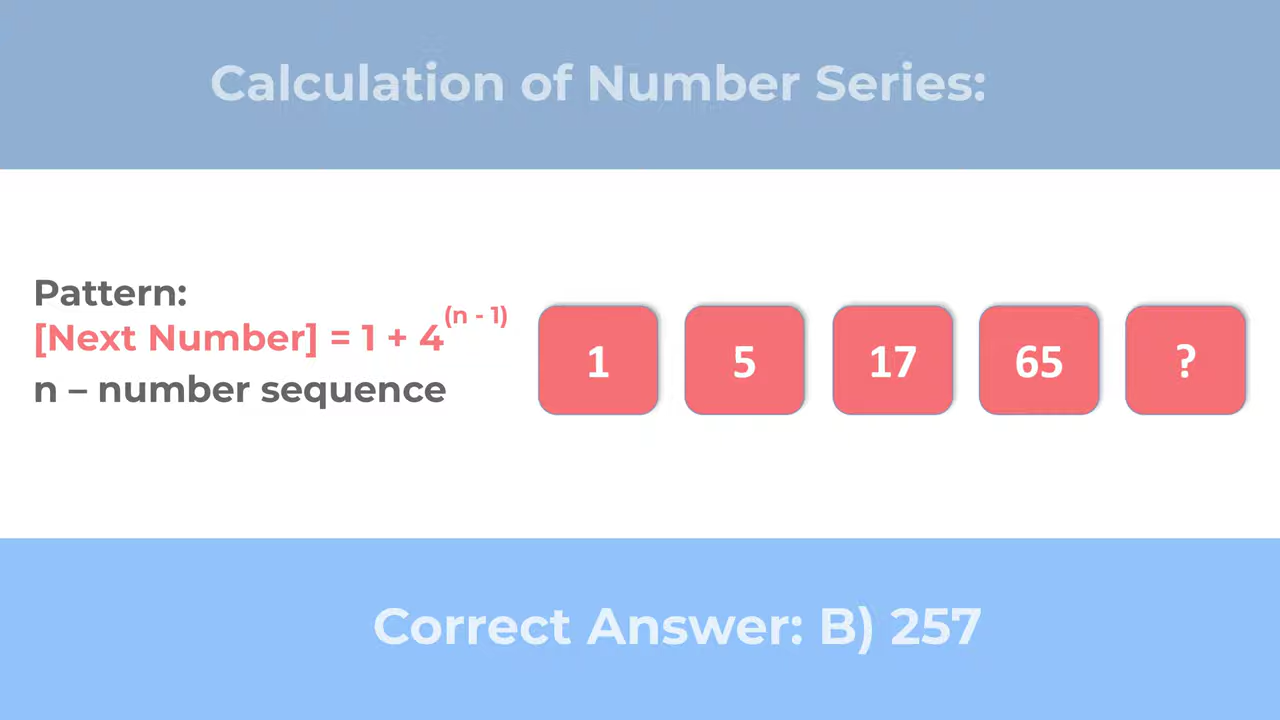 Calculation of Number Series:
Pattern:
[Next Number] = 1 + 4^(n - 1)
n – number sequence
1 5 17 65 ?
Correct Answer: B) 257